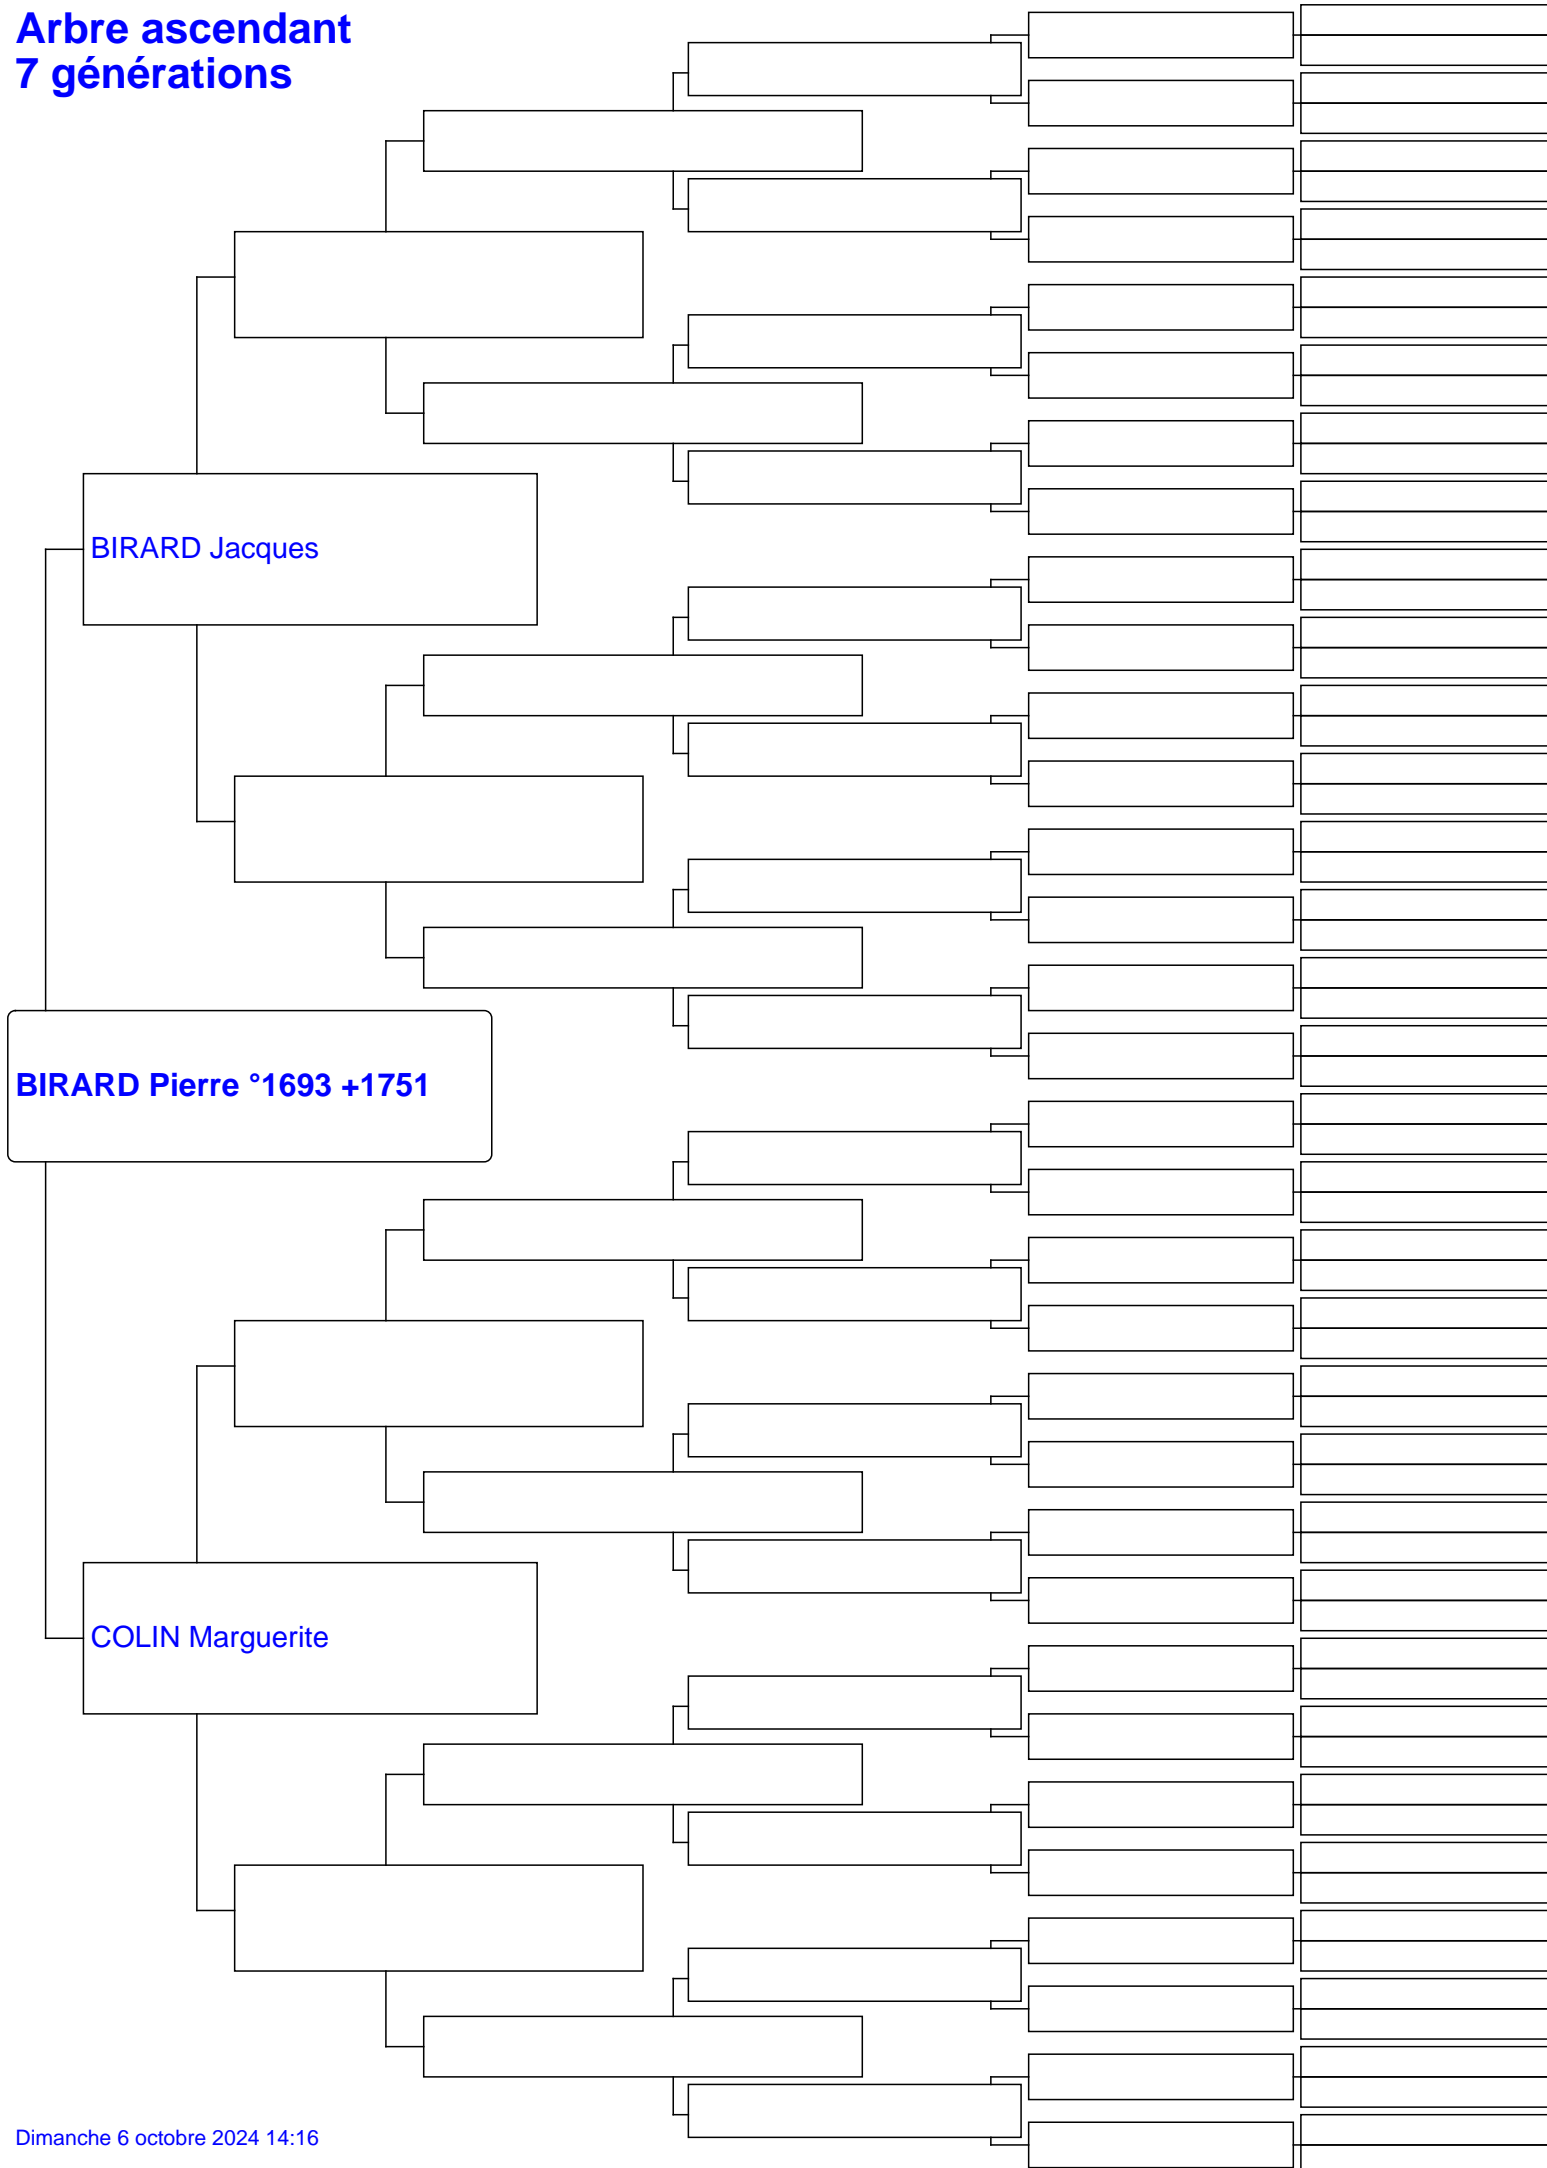 Arbre ascendant
7 générations
BIRARD Jacques
BIRARD Pierre °1693 +1751
COLIN Marguerite
Dimanche 6 octobre 2024 14:16